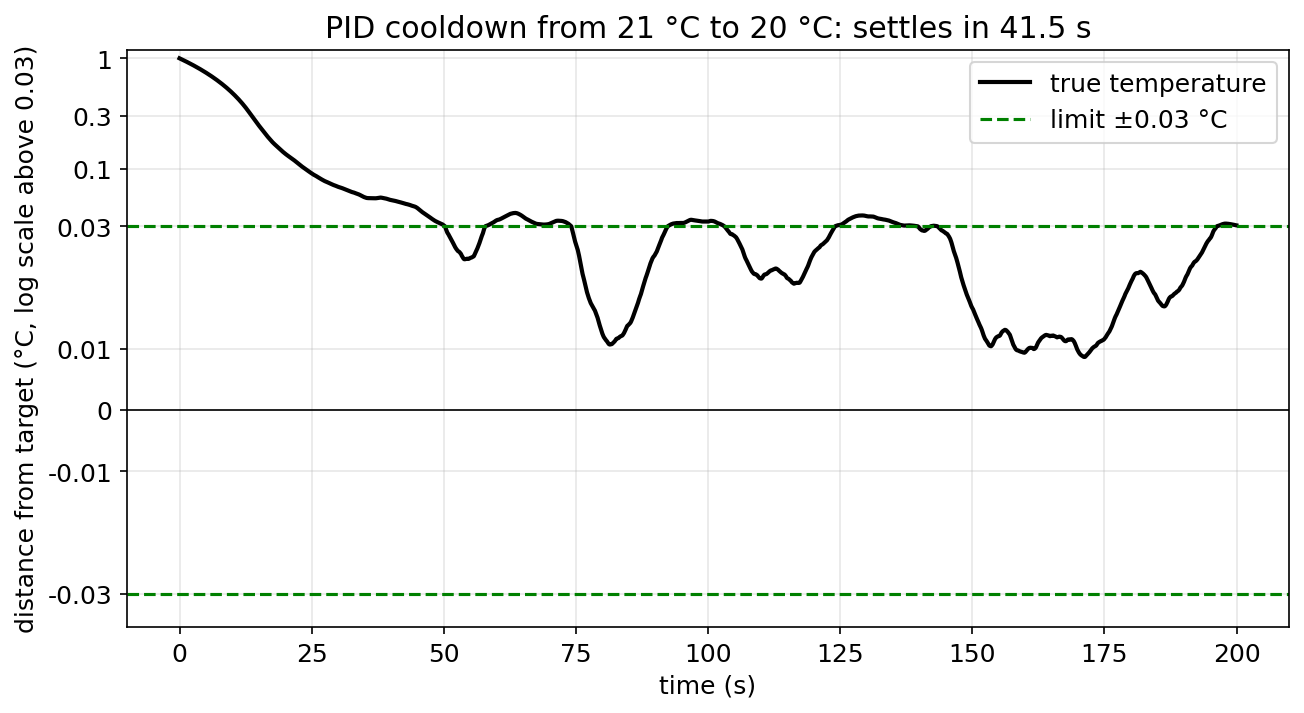 PID cooldown from 21 °C to 20 °C: settles in 41.5 s
distance from target (°C, log scale above 0.03)
1
0.3
0.1
0.03
0.01
0
-0.01
-0.03
true temperature
limit ±0.03 °C
0 25 50 75 100 125 150 175 200
time (s)